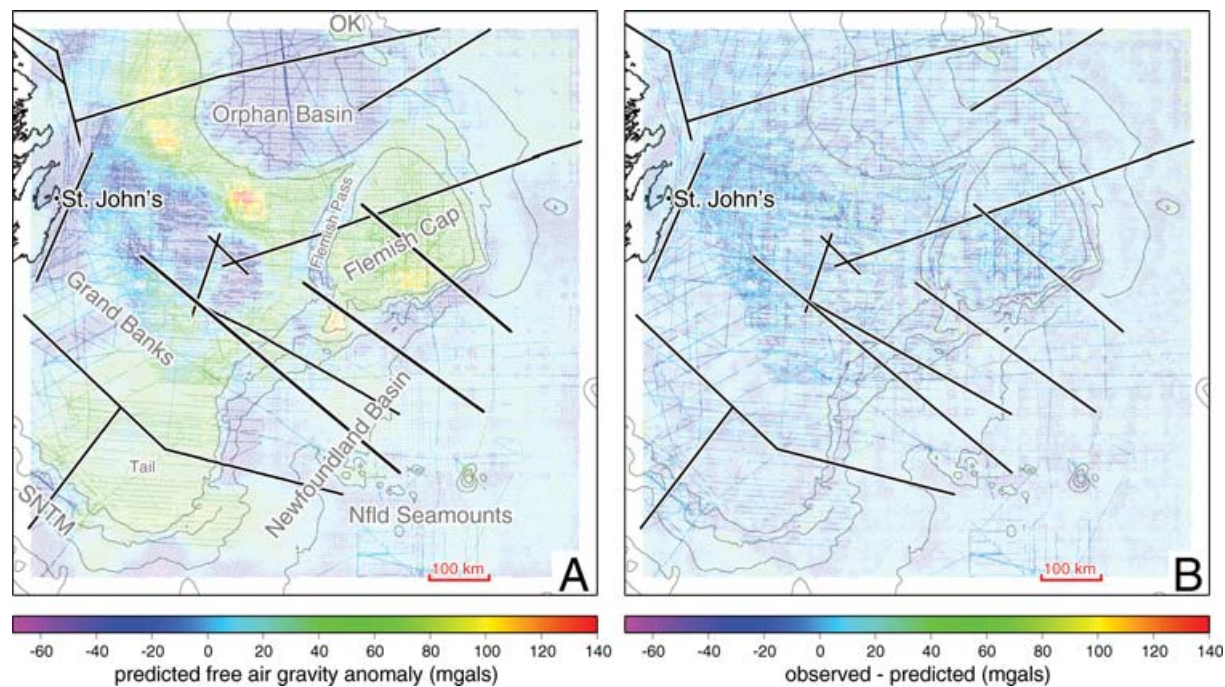 OK
Orphan Basin
St. John's
Flemish Pass
Flemish Cap
Grand Banks
Newfoundland Basin
Tail
SNTM
Nfld Seamounts
100 km
A
-60 -40 -20 0 20 40 60 80 100 120 140
predicted free air gravity anomaly (mgals)
St. John's
100 km
B
-60 -40 -20 0 20 40 60 80 100 120 140
observed - predicted (mgals)